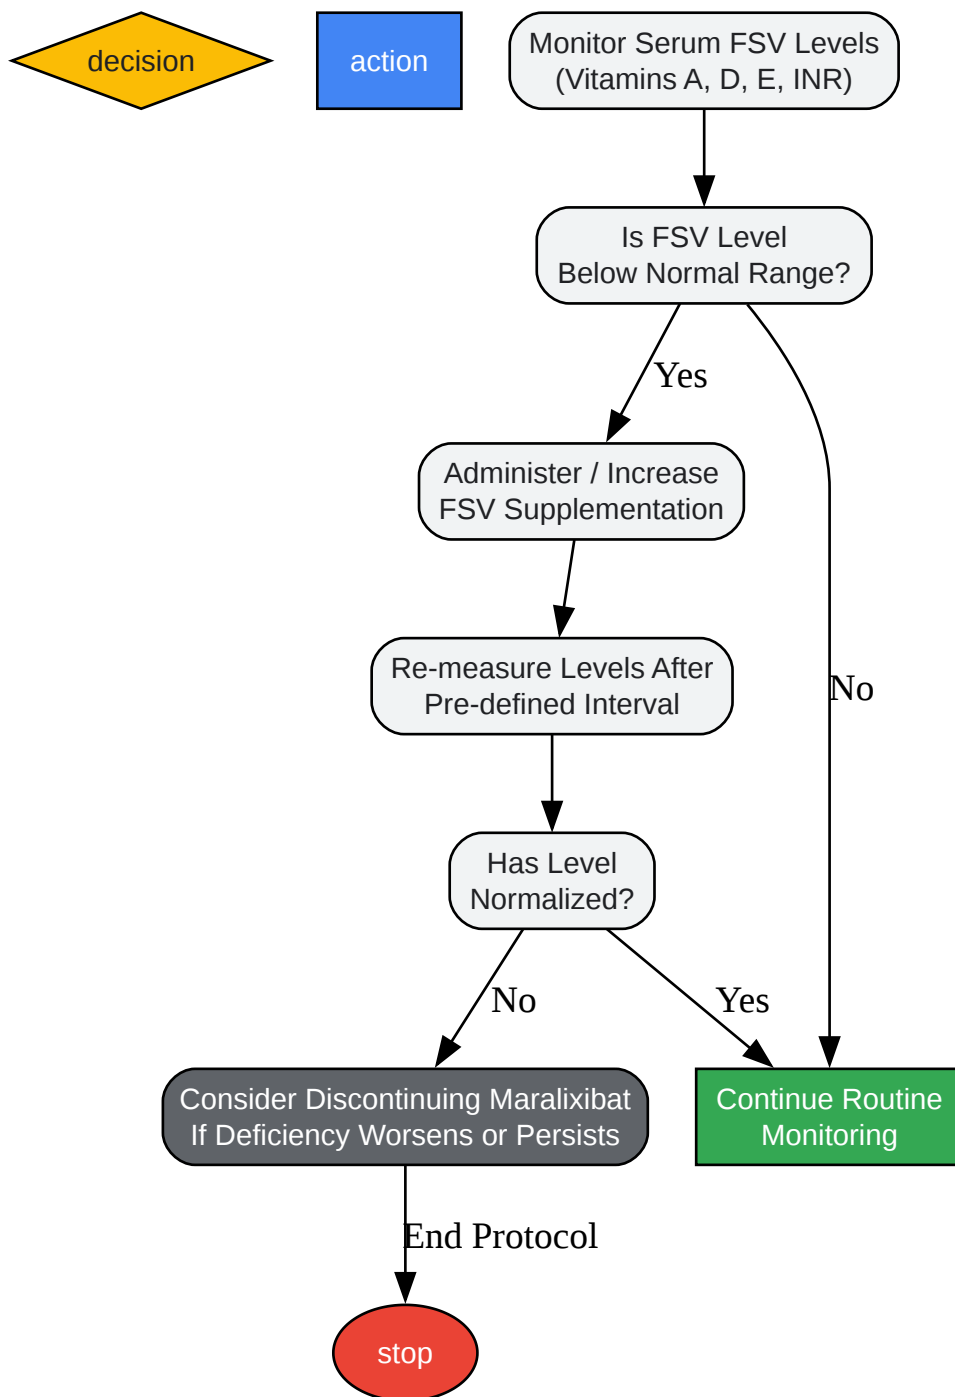 decision
action
Monitor Serum FSV Levels
(Vitamins A, D, E, INR)
Is FSV Level
Below Normal Range?
Yes
Administer / Increase
FSV Supplementation
Re-measure Levels After
Pre-defined Interval
No
Has Level
Normalized?
No
Yes
Consider Discontinuing Maralixibat
If Deficiency Worsens or Persists
Continue Routine
Monitoring
End Protocol
stop